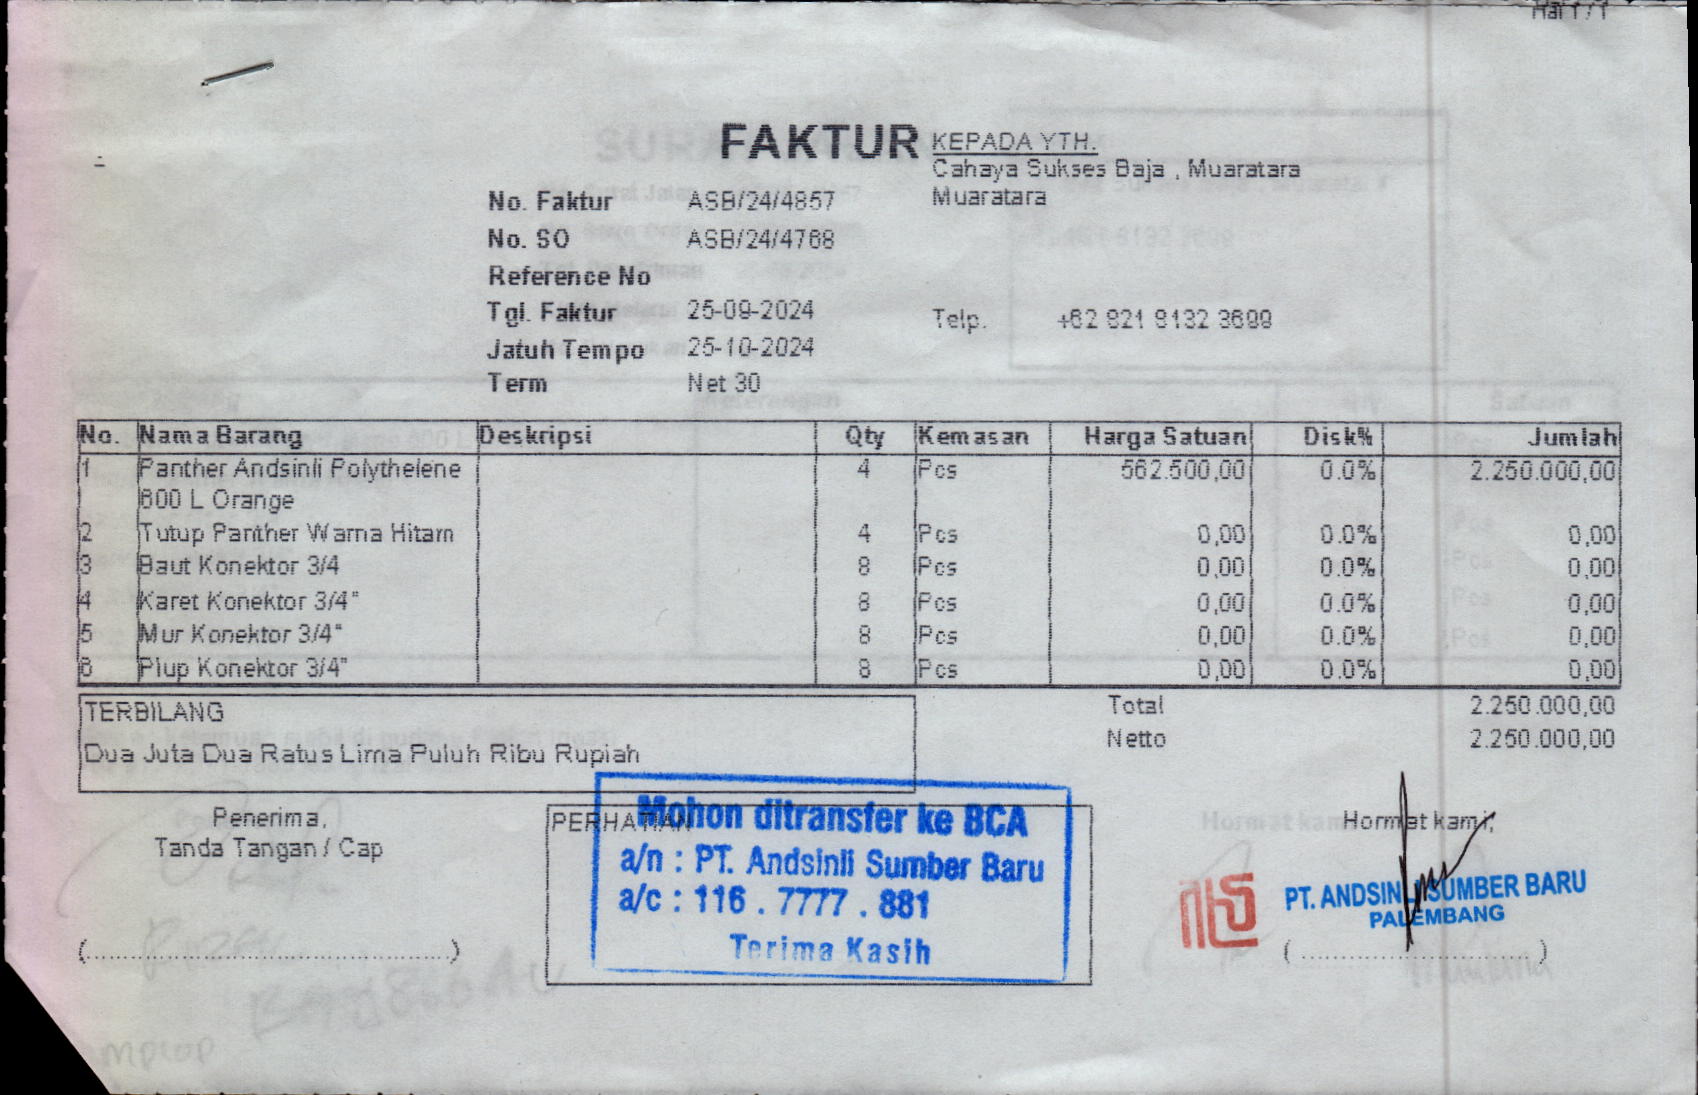 Hal 1 / 1
FAKTUR
KEPADA YTH.
Cahaya Sukses Baja , Muaratara
Muaratara
No. Faktur ASB/24/4857
No. SO ASB/24/4768
Reference No
Tgl. Faktur 25-09-2024
Telp. +62 821 8132 3699
Jatuh Tempo 25-10-2024
Term Net 30
No. Nama Barang Deskripsi Qty Kemasan Harga Satuan Disk% Jumlah
1 Panther Andsinli Polythelene 4 Pcs 562.500,00 0.0% 2.250.000,00
600 L Orange
2 Tutup Panther Warna Hitam 4 Pcs 0,00 0.0% 0,00
3 Baut Konektor 3/4 8 Pcs 0,00 0.0% 0,00
4 Karet Konektor 3/4" 8 Pcs 0,00 0.0% 0,00
5 Mur Konektor 3/4" 8 Pcs 0,00 0.0% 0,00
6 Plup Konektor 3/4" 8 Pcs 0,00 0.0% 0,00
TERBILANG
Dua Juta Dua Ratus Lima Puluh Ribu Rupiah
Total 2.250.000,00
Netto 2.250.000,00
Penerima,
Tanda Tangan / Cap
(............................................)
PERHATIAN
Mohon ditransfer ke BCA
a/n : PT. Andsinli Sumber Baru
a/c : 116 . 7777 . 881
Terima Kasih
Hormat kami,
PT. ANDSINLI SUMBER BARU
PALEMBANG
(..............................)